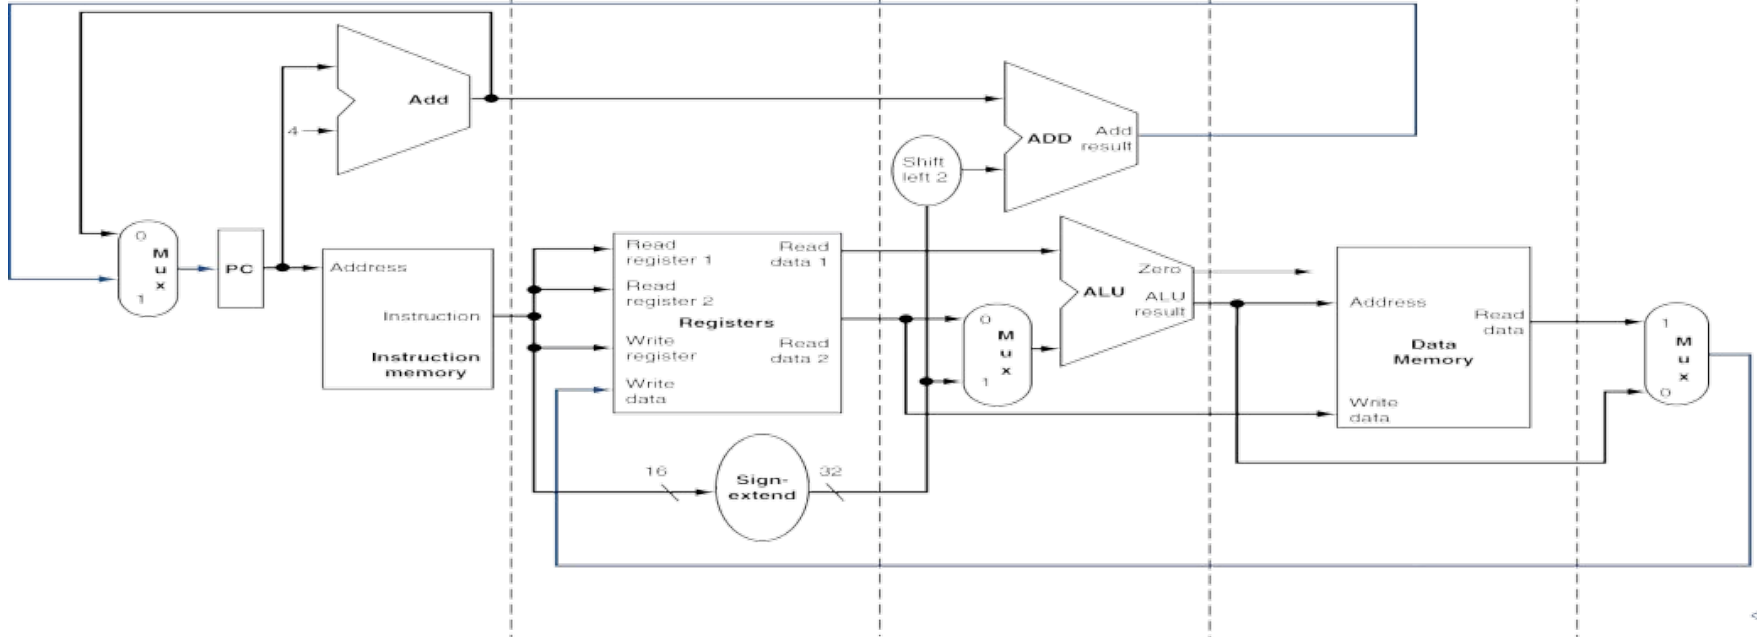 Add
4
0
M
u
x
1
PC
Address
Instruction
Instruction
memory
Read
register 1
Read
register 2
Write
register
Write
data
Registers
Read
data 1
Read
data 2
16
Sign-
extend
32
Shift
left 2
ADD
Add
result
0
M
u
x
1
Zero
ALU
ALU
result
Address
Write
data
Read
data
Data
Memory
1
M
u
x
0